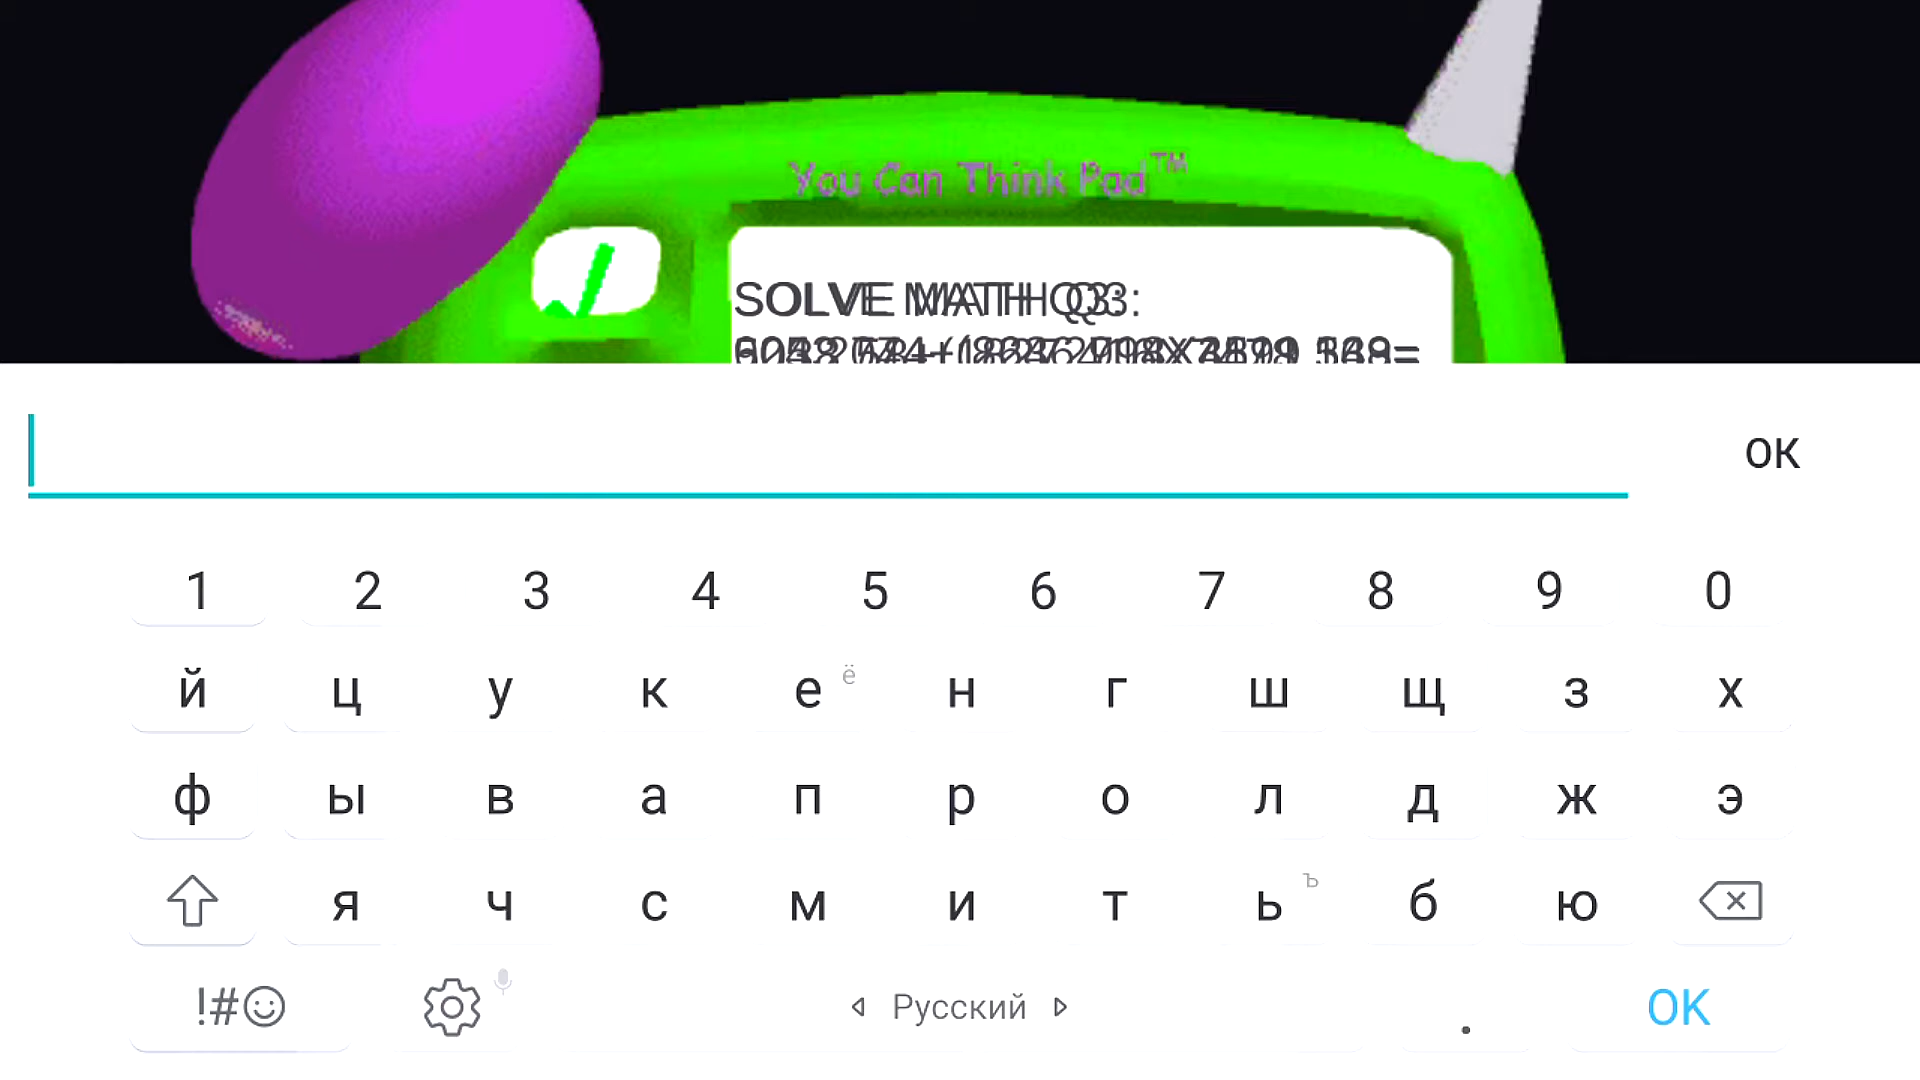 You Can Think Pad™
SOLVE MATH Q3:
ОК
1 2 3 4 5 6 7 8 9 0
й ц у к е ё н г ш щ з х
ф ы в а п р о л д ж э
я ч с м и т ь ъ б ю
!#☺ Русский . OK